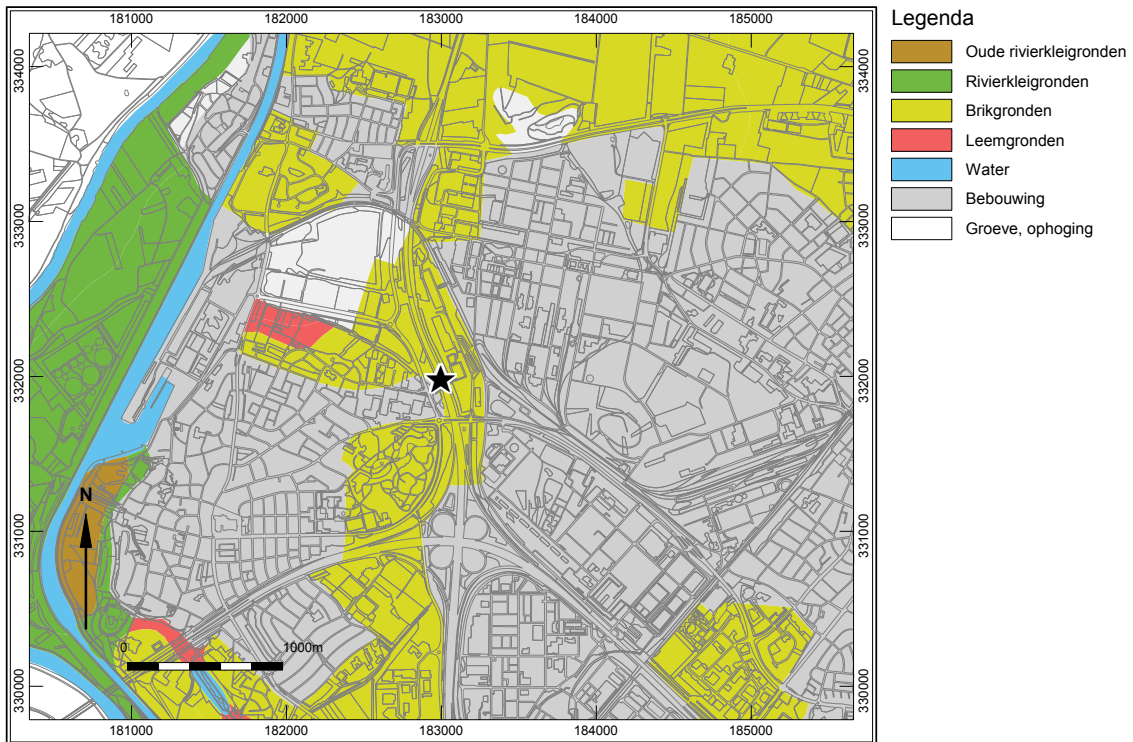 181000 182000 183000 184000 185000
Legenda
Oude rivierkleigronden
Rivierkleigronden
Brikgronden
Leemgronden
Water
Bebouwing
Groeve, ophoging
334000 334000
333000 333000
332000 332000
331000 331000
330000 330000
N
0 1000m
181000 182000 183000 184000 185000